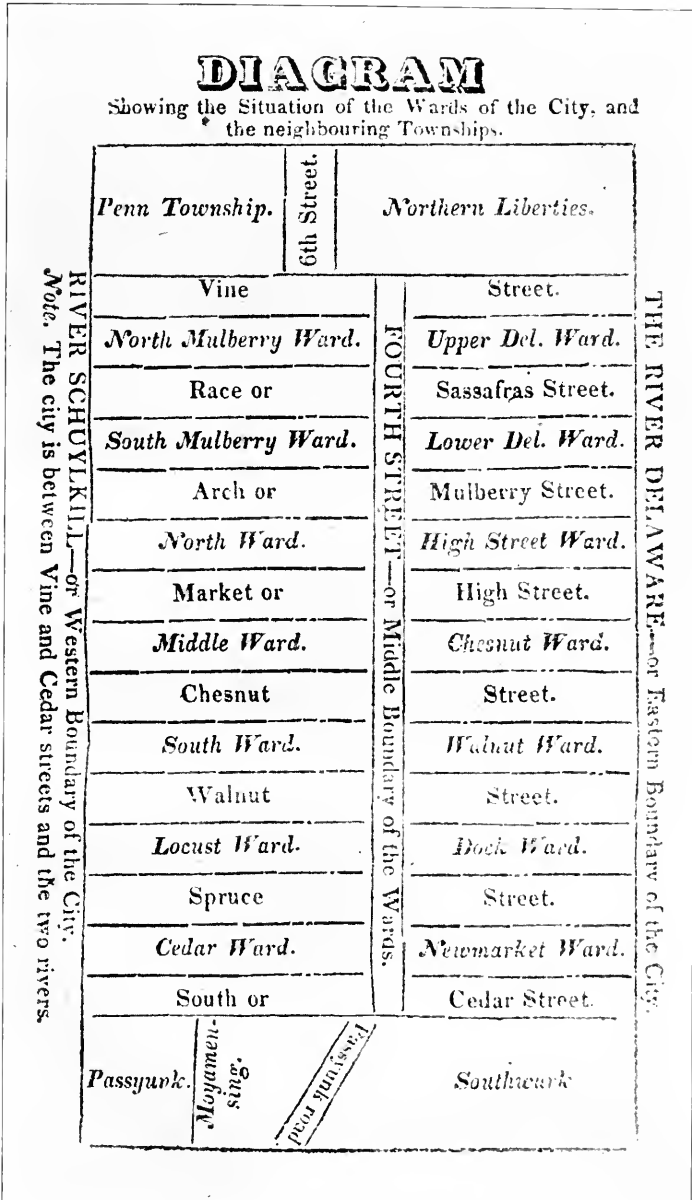 DIAGRAM
Showing the Situation of the Wards of the City, and
the neighbouring Townships.
Penn Township.
6th Street.
Northern Liberties.
Vine Street.
North Mulberry Ward. Upper Del. Ward.
Race or Sassafras Street.
South Mulberry Ward. Lower Del. Ward.
Arch or Mulberry Street.
North Ward. High Street Ward.
Market or High Street.
Middle Ward. Chesnut Ward.
Chesnut Street.
South Ward. Walnut Ward.
Walnut Street.
Locust Ward. Dock Ward.
Spruce Street.
Cedar Ward. Newmarket Ward.
South or Cedar Street.
FOURTH STREET—or Middle Boundary of the Wards.
RIVER SCHUYLKILL—or Western Boundary of the City.
Note. The city is between Vine and Cedar streets and the two rivers.
THE RIVER DELAWARE—or Eastern Boundary of the City.
Passyunk.
Moyamen-
sing.
Passyunk road
Southwark